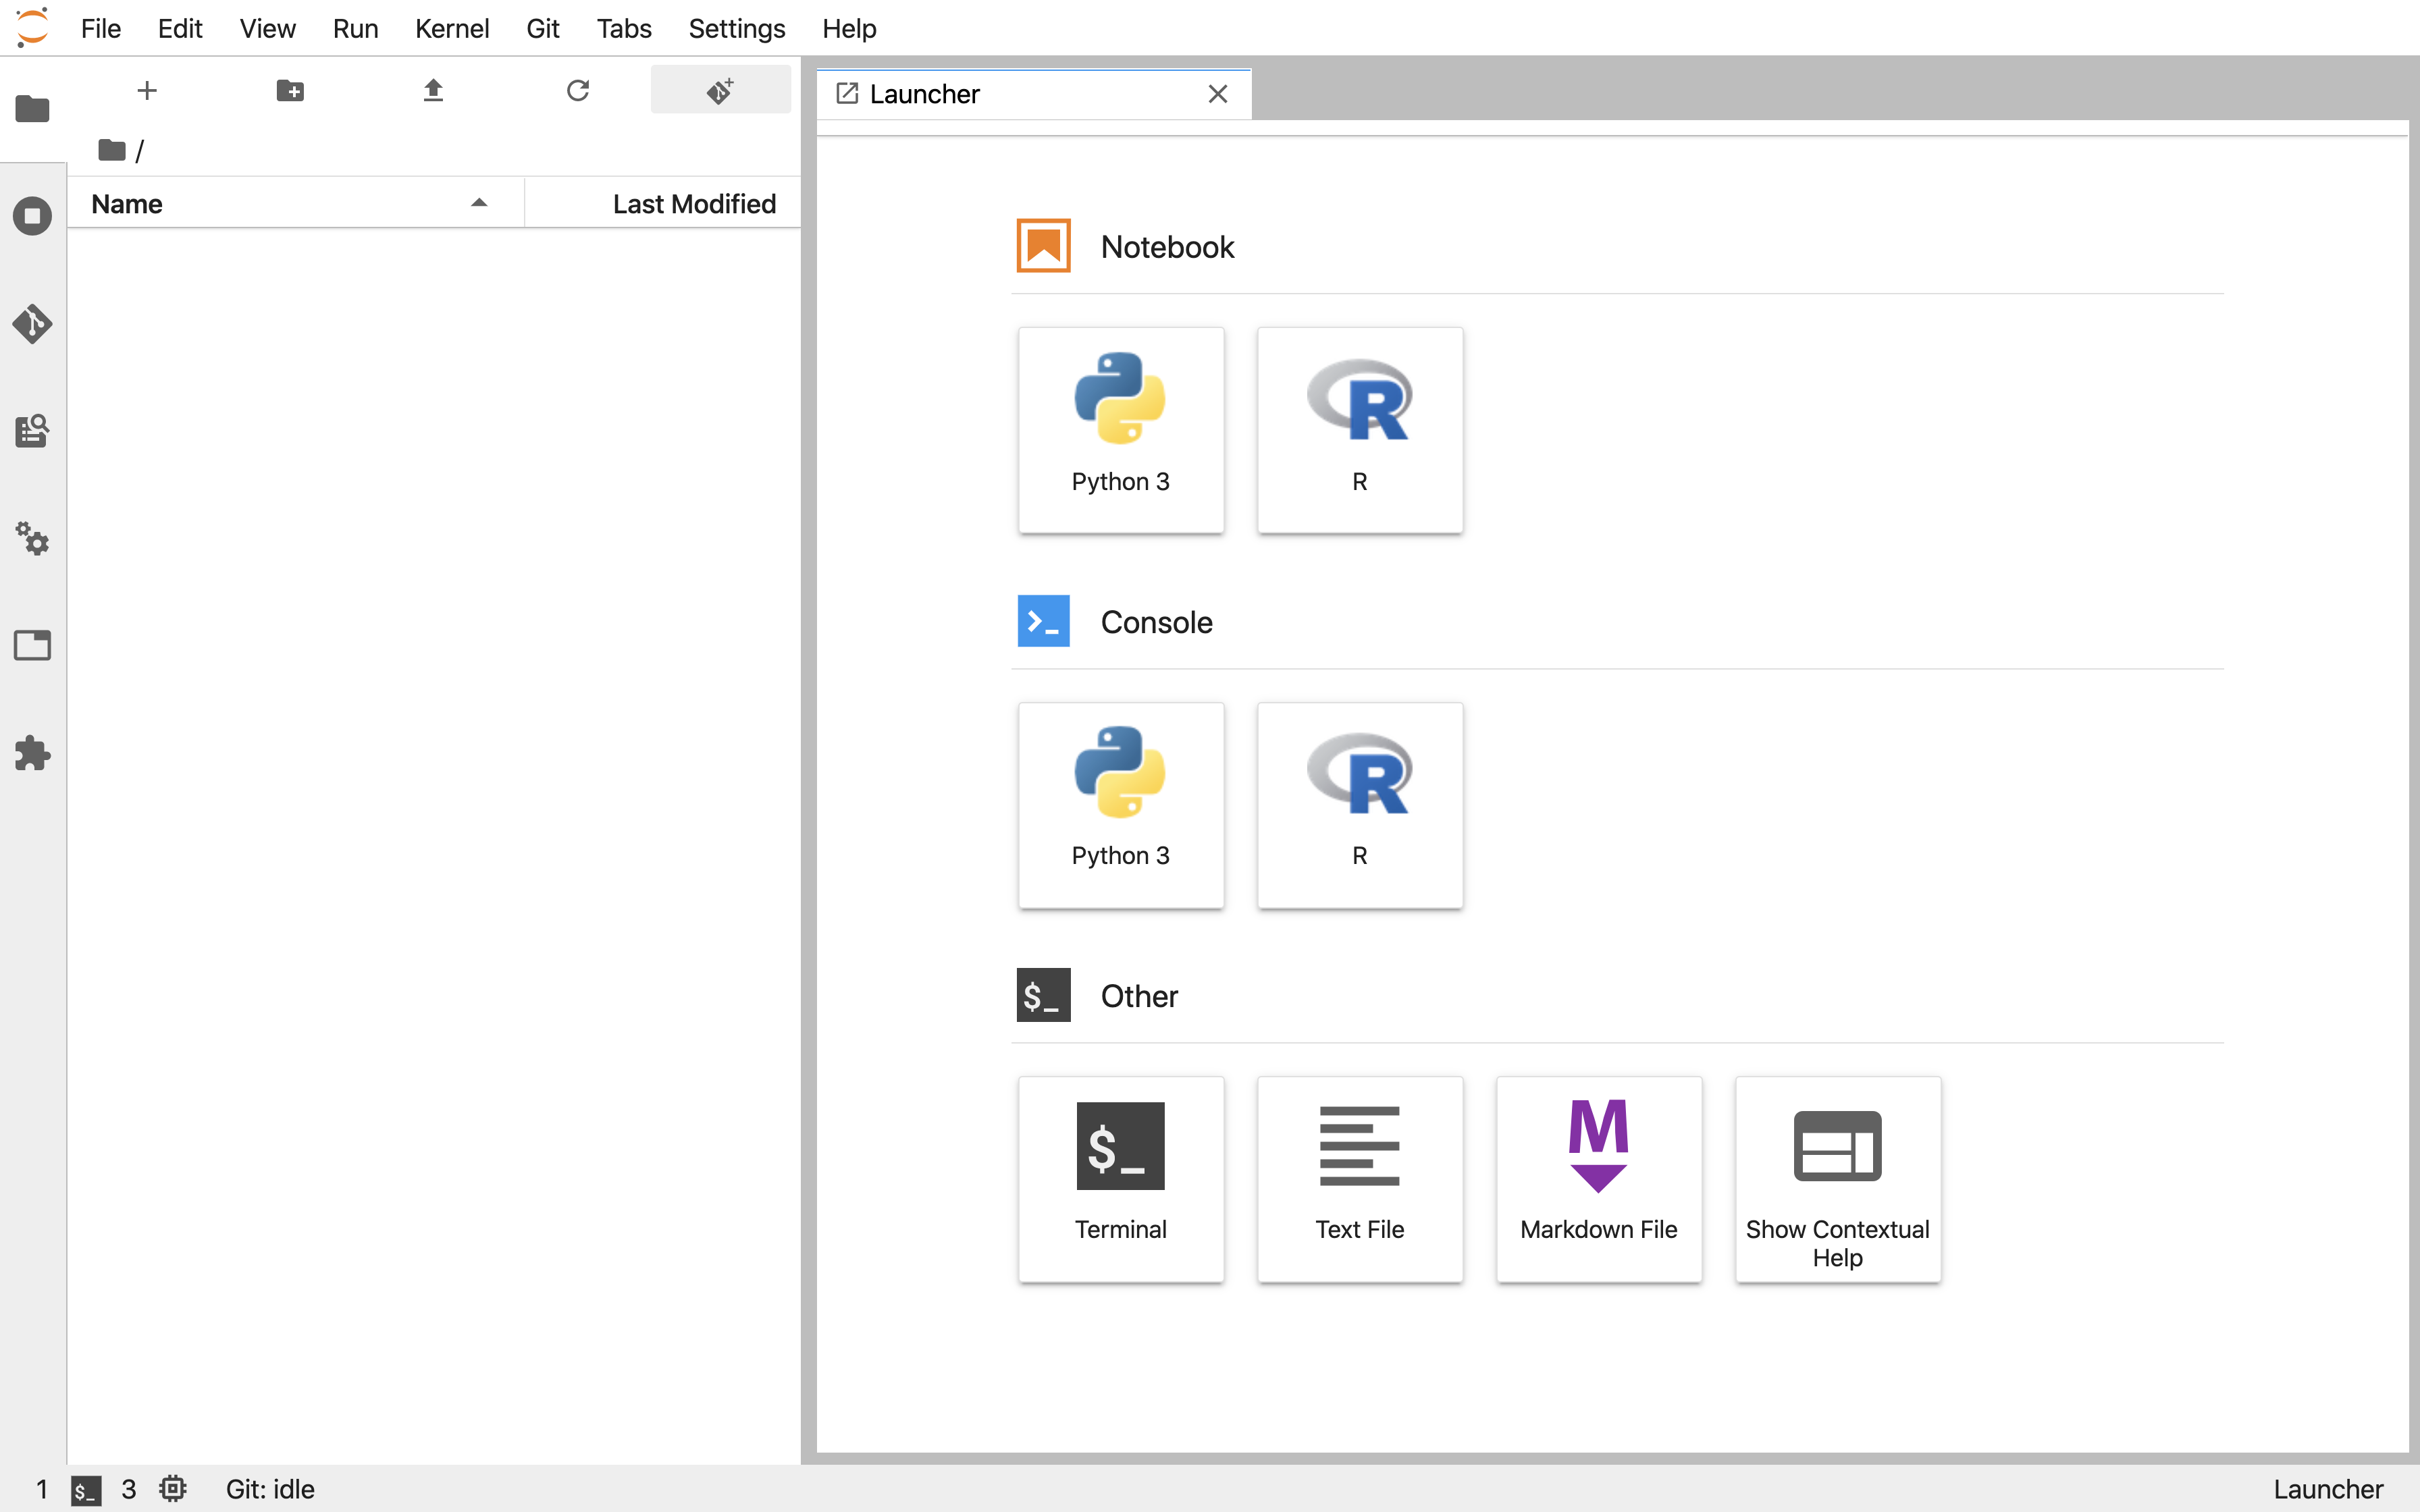 File Edit View Run Kernel Git Tabs Settings Help
Launcher
/
Name Last Modified
Notebook
Python 3 R
Console
Python 3 R
$_ Other
$_ M
Terminal Text File Markdown File Show Contextual
Help
1 $_ 3 Git: idle Launcher